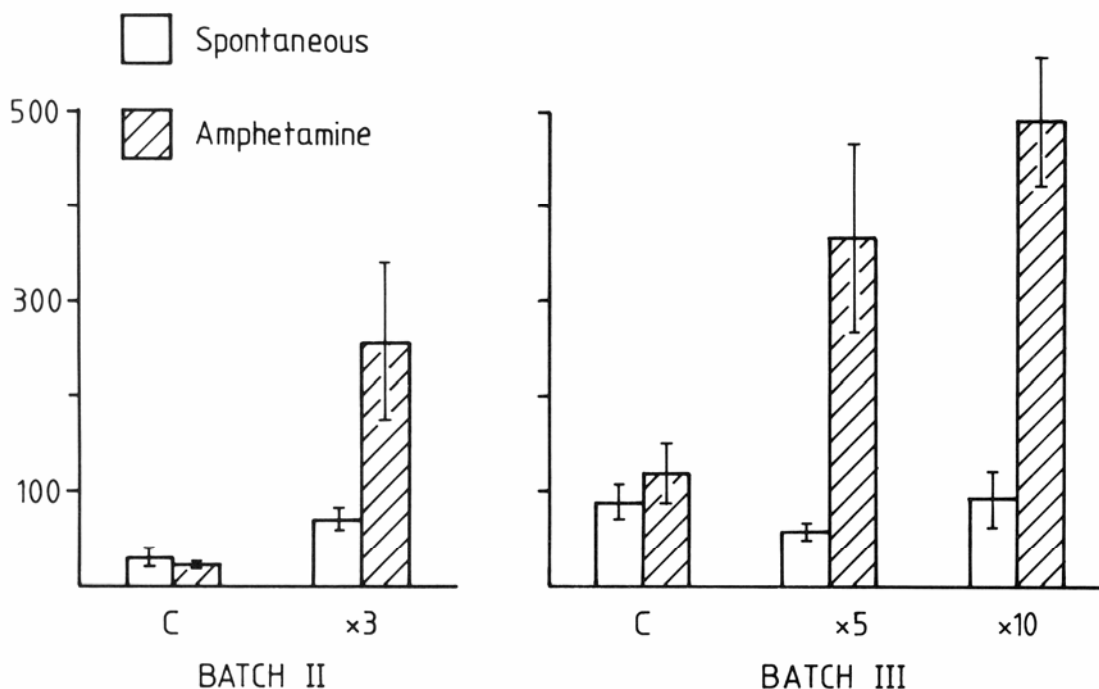 Spontaneous
Amphetamine
500
300
100
C ×3
BATCH II
C ×5 ×10
BATCH III